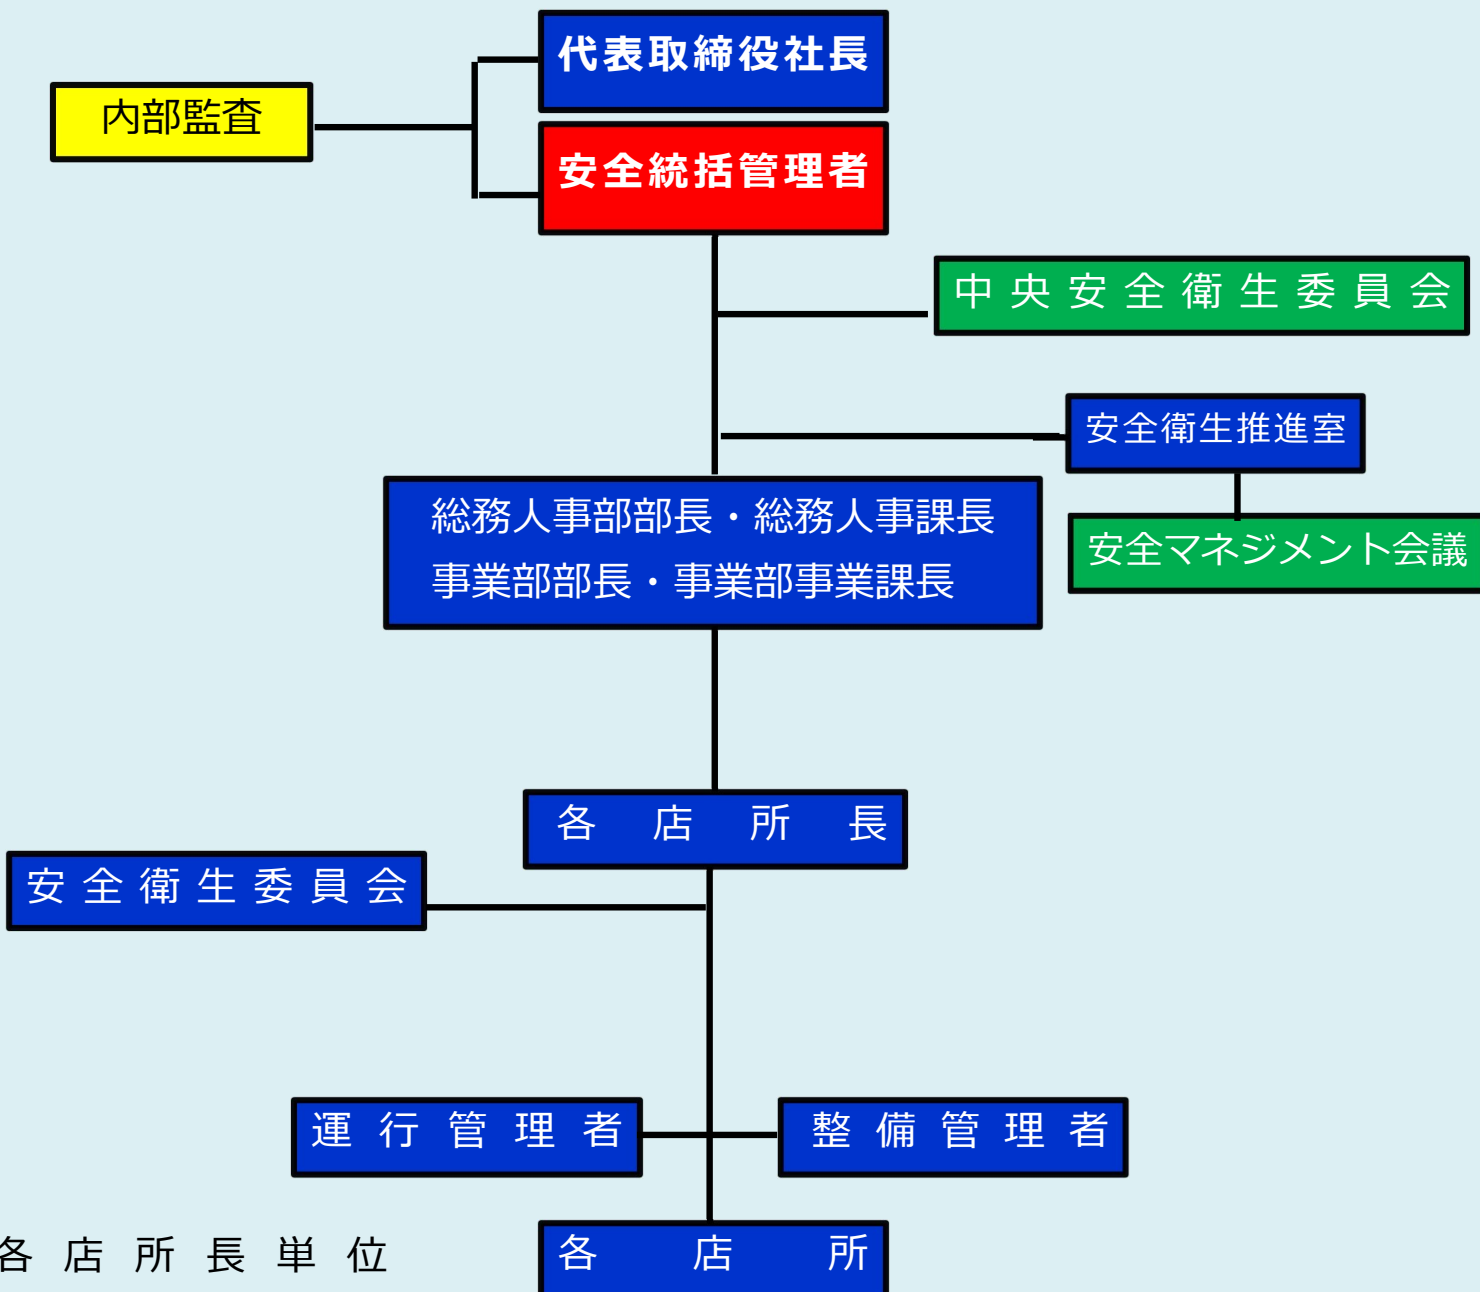 代表取締役社長
内部監査
安全統括管理者
中央安全衛生委員会
安全衛生推進室
安全マネジメント会議
総務人事部部長・総務人事課長
事業部部長・事業部事業課長
各店所長
安全衛生委員会
運行管理者
整備管理者
各店所長単位
各店所